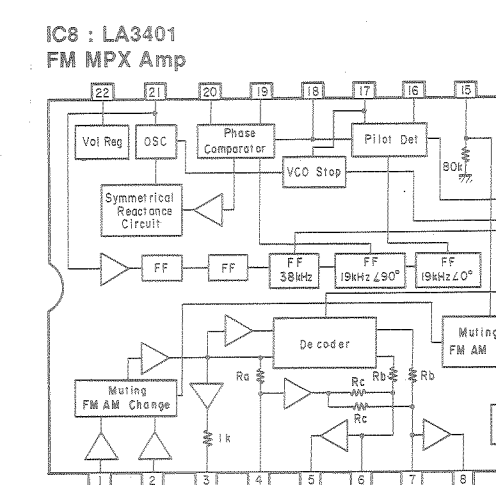 IC8 : LA3401
FM MPX Amp
22 21 20 19 18 17 16 15
Vol Reg
OSC
Phase
Comparator
Pilot Det
VCO Stop
80k
Symmetrical
Reactance
Circuit
FF
FF
FF
38kHz
FF
19kHz∠90°
FF
19kHz∠0°
Decoder
Muting
FM AM
Ra
Rb
Rb
Rc
Rc
Muting
FM AM Change
1k
1 2 3 4 5 6 7 8